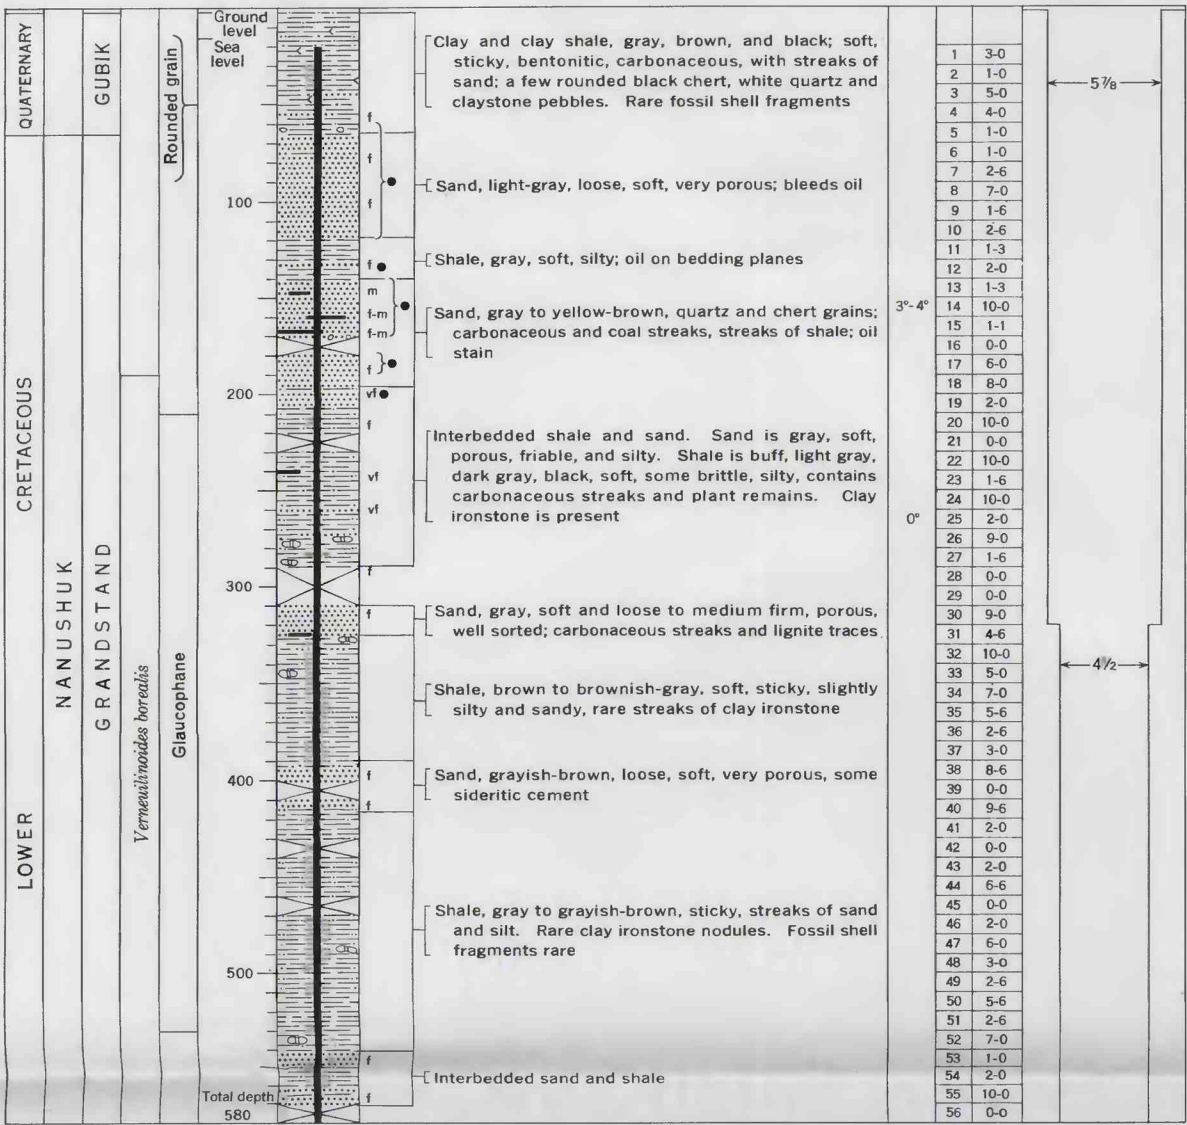 QUATERNARY
GUBIK
LOWER CRETACEOUS
NANUSHUK
GRANDSTAND
Verneuilinoides borealis
Rounded grain
Glaucophane
Ground
level
Sea
level
100
200
300
400
500
Total depth
580
f
f
f
f
m
f-m
f-m
f
vf
f
vf
vf
f
f
f
f
f
f
Clay and clay shale, gray, brown, and black; soft,
sticky, bentonitic, carbonaceous, with streaks of
sand; a few rounded black chert, white quartz and
claystone pebbles. Rare fossil shell fragments
Sand, light-gray, loose, soft, very porous; bleeds oil
Shale, gray, soft, silty; oil on bedding planes
Sand, gray to yellow-brown, quartz and chert grains;
carbonaceous and coal streaks, streaks of shale; oil
stain
Interbedded shale and sand. Sand is gray, soft,
porous, friable, and silty. Shale is buff, light gray,
dark gray, black, soft, some brittle, silty, contains
carbonaceous streaks and plant remains. Clay
ironstone is present
Sand, gray, soft and loose to medium firm, porous,
well sorted; carbonaceous streaks and lignite traces
Shale, brown to brownish-gray, soft, sticky, slightly
silty and sandy, rare streaks of clay ironstone
Sand, grayish-brown, loose, soft, very porous, some
sideritic cement
Shale, gray to grayish-brown, sticky, streaks of sand
and silt. Rare clay ironstone nodules. Fossil shell
fragments rare
Interbedded sand and shale
3°-4°
0°
1 3-0
2 1-0
3 5-0
4 4-0
5 1-0
6 1-0
7 2-6
8 7-0
9 1-6
10 2-6
11 1-3
12 2-0
13 1-3
14 10-0
15 1-1
16 0-0
17 6-0
18 8-0
19 2-0
20 10-0
21 0-0
22 10-0
23 1-6
24 10-0
25 2-0
26 9-0
27 1-6
28 0-0
29 0-0
30 9-0
31 4-6
32 10-0
33 5-0
34 7-0
35 5-6
36 2-6
37 3-0
38 8-6
39 0-0
40 9-6
41 2-0
42 0-0
43 2-0
44 6-6
45 0-0
46 2-0
47 6-0
48 3-0
49 2-6
50 5-6
51 2-6
52 7-0
53 1-0
54 2-0
55 10-0
56 0-0
5 7/8
4 1/2